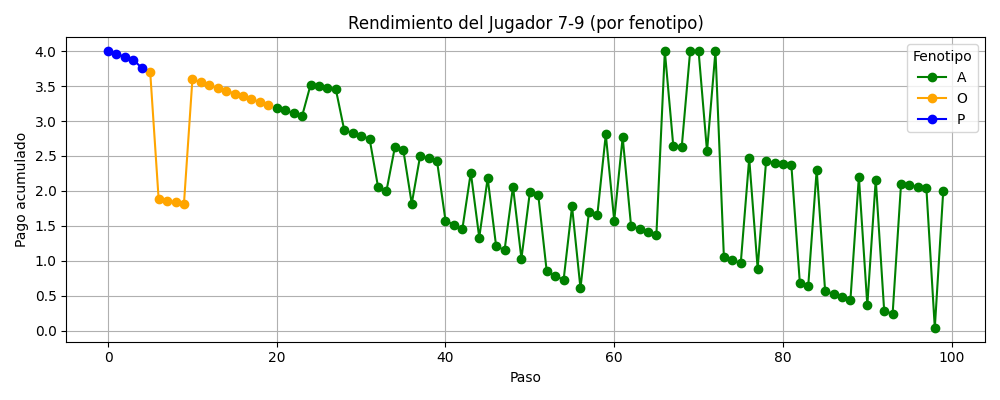 Rendimiento del Jugador 7-9 (por fenotipo)
Pago acumulado
4.0
3.5
3.0
2.5
2.0
1.5
1.0
0.5
0.0
Fenotipo
A
O
P
0 20 40 60 80 100
Paso